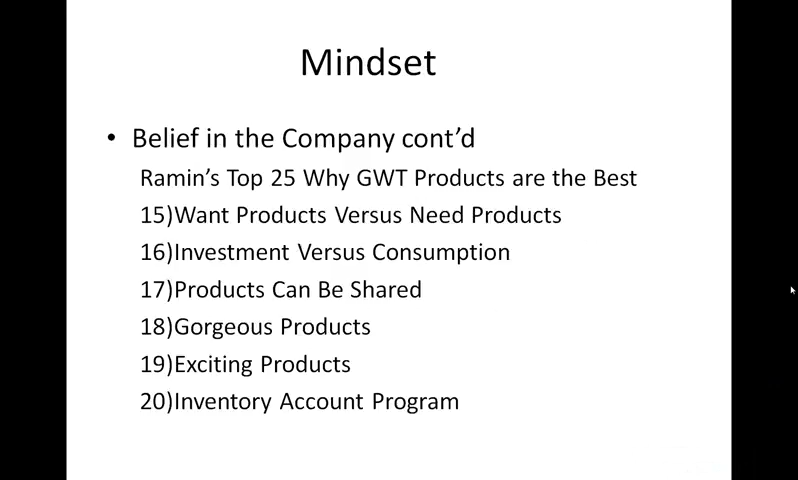 Mindset
• Belief in the Company cont’d
Ramin’s Top 25 Why GWT Products are the Best
15)Want Products Versus Need Products
16)Investment Versus Consumption
17)Products Can Be Shared
18)Gorgeous Products
19)Exciting Products
20)Inventory Account Program